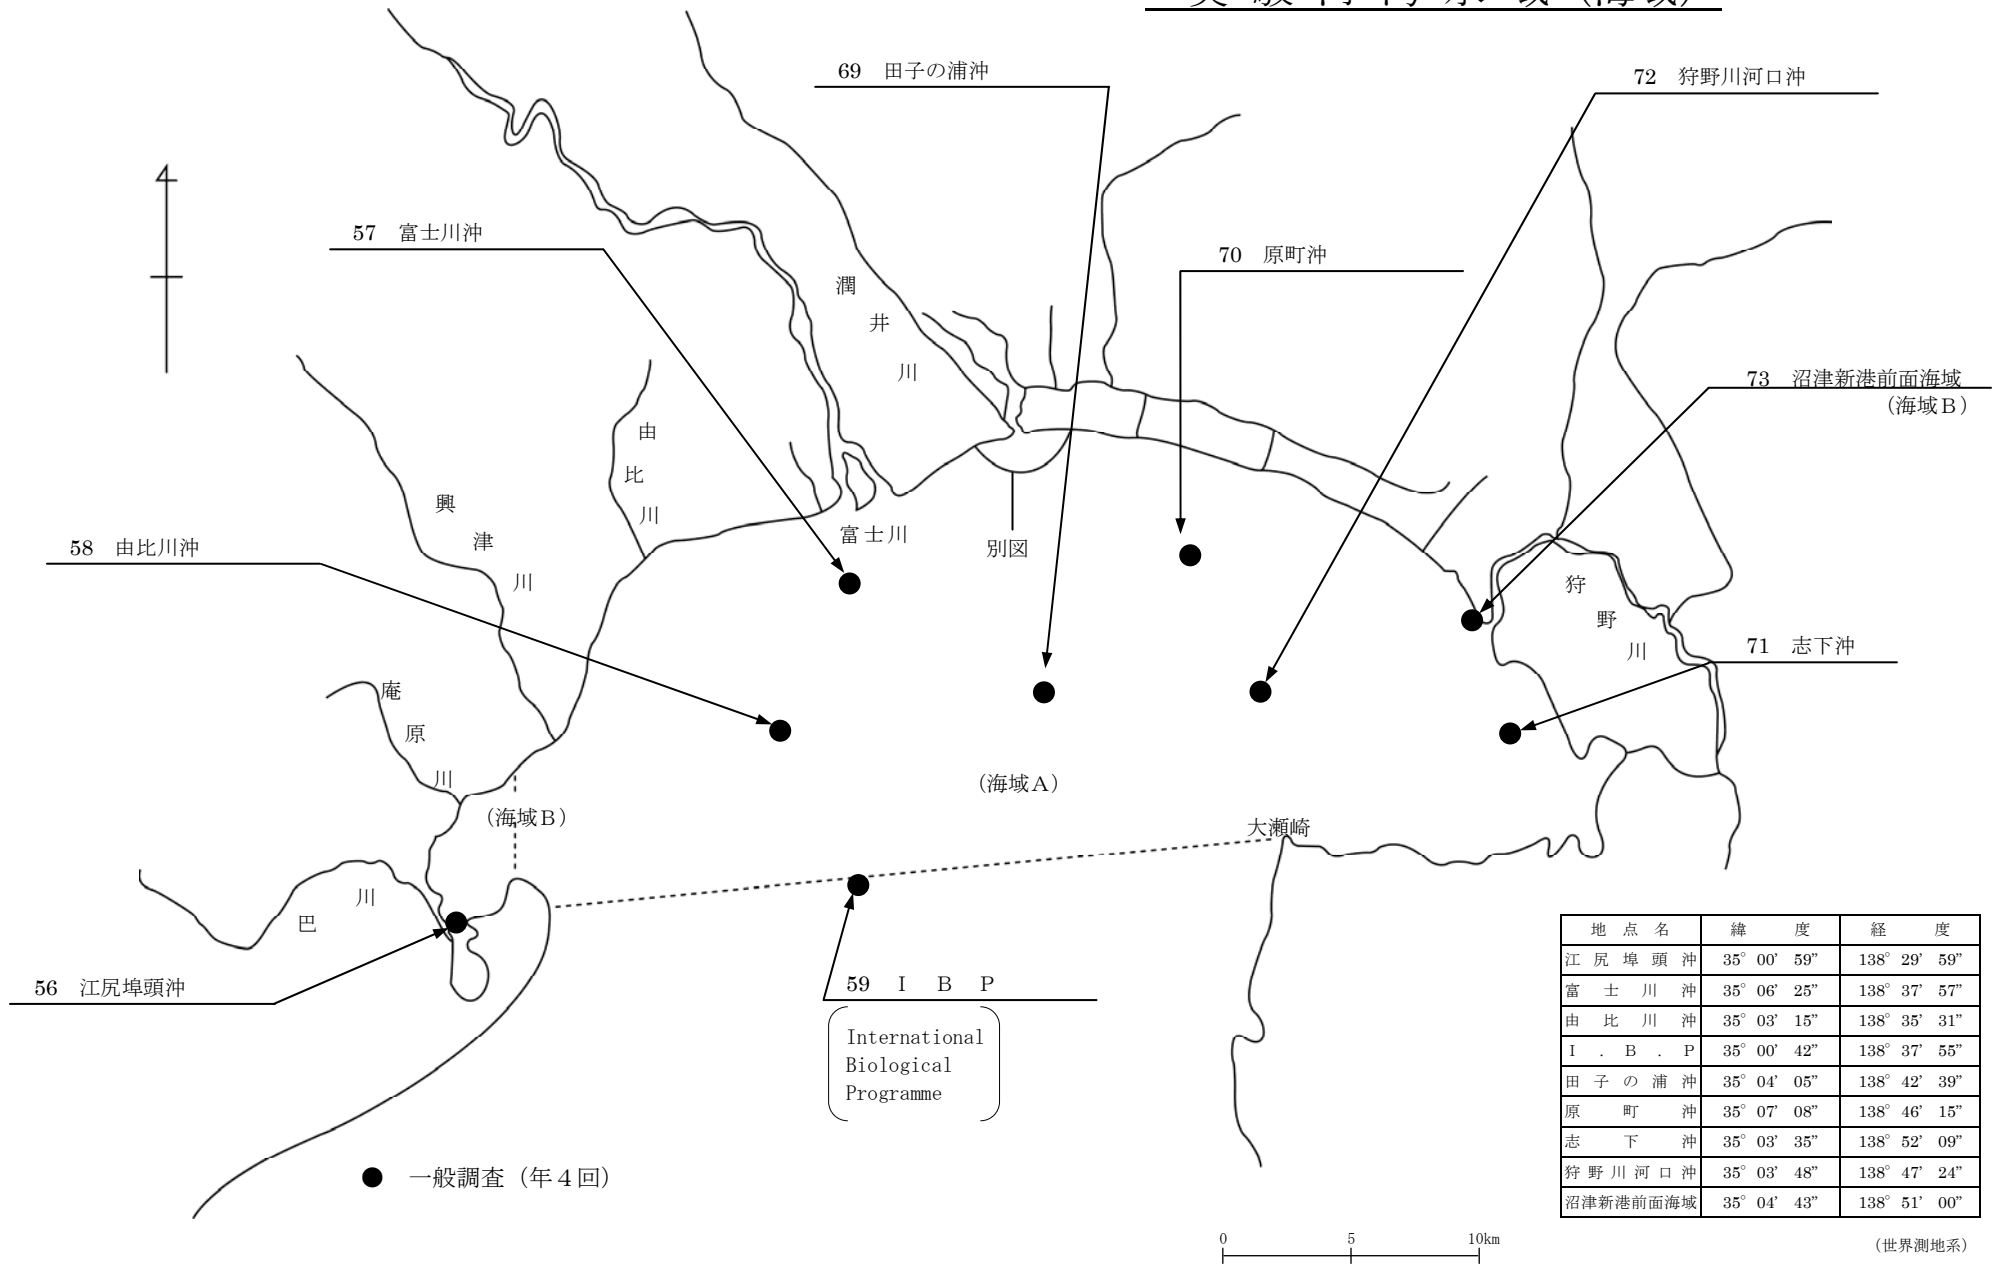 69 田子の浦沖
72 狩野川河口沖
57 富士川沖
70 原町沖
潤井川
73 沼津新港前面海域
(海域B)
由比川
興津川
58 由比川沖
富士川
別図
狩野川
71 志下沖
庵原川
(海域A)
(海域B)
大瀬崎
巴川
56 江尻埠頭沖
59 I B P
International
Biological
Programme
● 一般調査(年4回)
地点名 緯度 経度
江尻埠頭沖 35° 00’ 59” 138° 29’ 59”
富士川沖 35° 06’ 25” 138° 37’ 57”
由比川沖 35° 03’ 15” 138° 35’ 31”
I.B.P 35° 00’ 42” 138° 37’ 55”
田子の浦沖 35° 04’ 05” 138° 42’ 39”
原町沖 35° 07’ 08” 138° 46’ 15”
志下沖 35° 03’ 35” 138° 52’ 09”
狩野川河口沖 35° 03’ 48” 138° 47’ 24”
沼津新港前面海域 35° 04’ 43” 138° 51’ 00”
(世界測地系)
0 5 10km